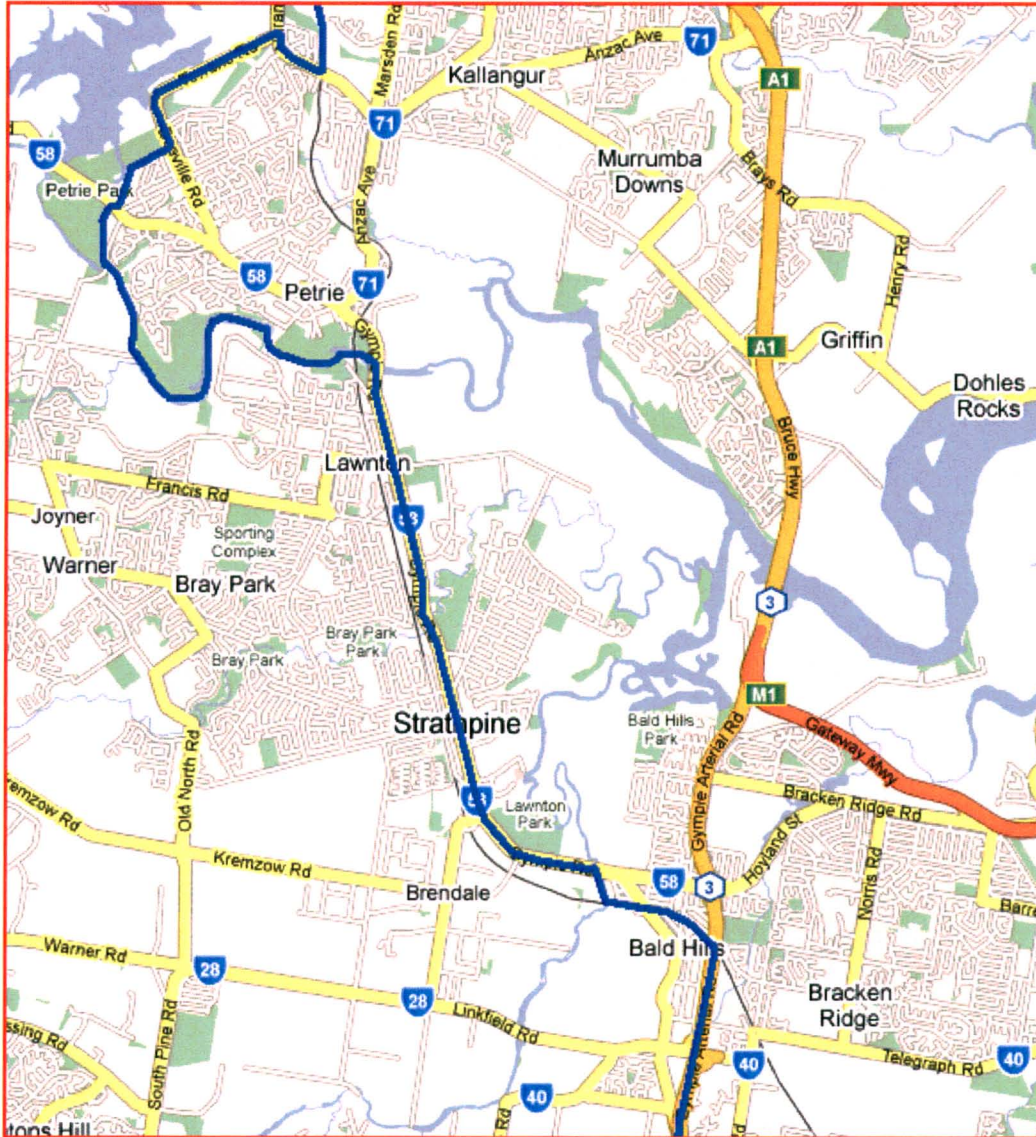 Marsden Rd
71
Anzac Ave
Kallangur
A1
71
58
Petrie Park
Murrumba
Downs
Brays Rd
Anzac Ave
Henry Rd
58
Petrie
71
A1
Griffin
Dohles
Rocks
Bruce Hwy
Lawnton
Francis Rd
Joyner
Sporting
Complex
Warner
Bray Park
3
Bray Park
Park
Bray Park
M1
Strathpine
Bald Hills
Park
Gympie Arterial Rd
Gateway Mwy
Old North Rd
Lawnton
Park
Bracken Ridge Rd
Hoyland St
Kremzow Rd
Brendale
58
3
Norris Rd
Warner Rd
28
28
Bald Hills
Bracken
Ridge
Linkfield Rd
South Pine Rd
40
Telegraph Rd
40
40
Rd